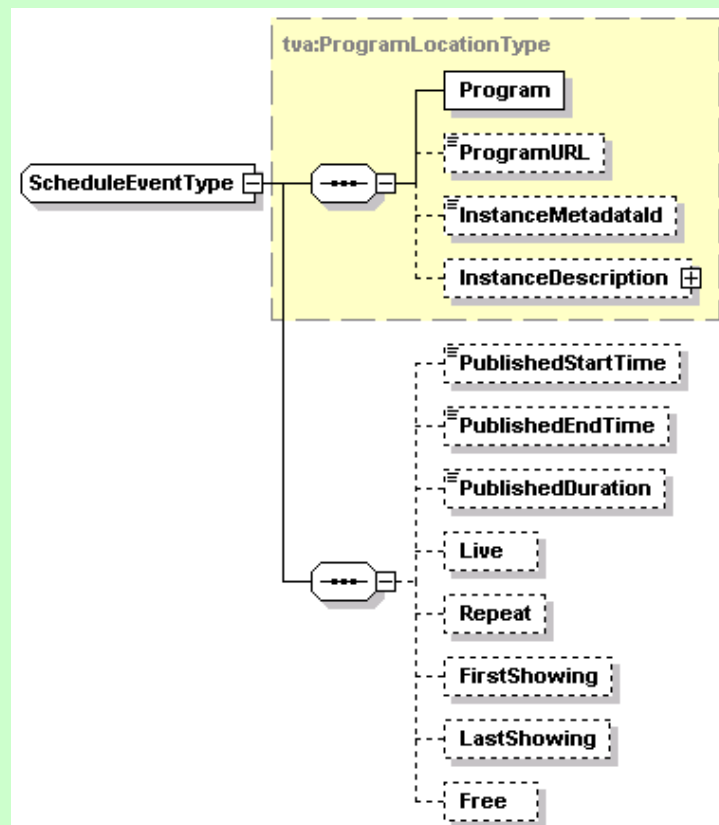 tva:ProgramLocationType
Program
ProgramURL
ScheduleEventType
InstanceMetadataId
InstanceDescription
PublishedStartTime
PublishedEndTime
PublishedDuration
Live
Repeat
FirstShowing
LastShowing
Free